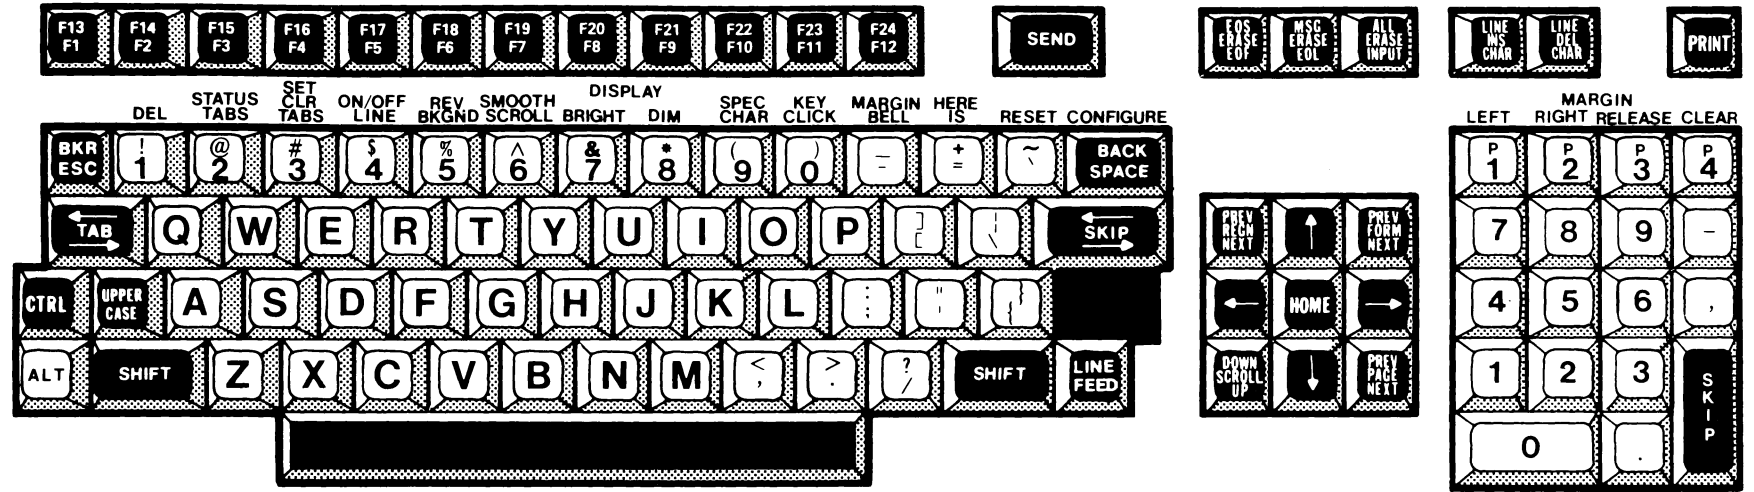 F13 F14 F15 F16 F17 F18 F19 F20 F21 F22 F23 F24
F1 F2 F3 F4 F5 F6 F7 F8 F9 F10 F11 F12
SEND
EOS MSG ALL
ERASE ERASE ERASE
EOF EOL INPUT
LINE LINE
INS DEL
CHAR CHAR
PRINT
DEL
STATUS
TABS
SET
CLR
TABS
ON/OFF
LINE
REV
BKGND
SMOOTH
SCROLL
DISPLAY
BRIGHT DIM
SPEC
CHAR
KEY
CLICK
MARGIN
BELL
HERE
IS
RESET CONFIGURE
MARGIN
LEFT RIGHT RELEASE CLEAR
BKR
ESC
! @ # $ % ^ & * ( ) _ + ~
1 2 3 4 5 6 7 8 9 0 - = \
BACK
SPACE
P P P P
1 2 3 4
TAB
Q W E R T Y U I O P
]
[
¦
\
SKIP
PREV
RECN
NEXT
↑
PREV
FORM
NEXT
7 8 9 -
CTRL
UPPER
CASE
A S D F G H J K L
:
;
"
'
}
{
← HOME →
4 5 6 ,
ALT SHIFT Z X C V B N M
< > ?
, . /
SHIFT
LINE
FEED
DOWN
SCROLL
UP
↓
PREV
PAGE
NEXT
1 2 3
SKIP
0 .